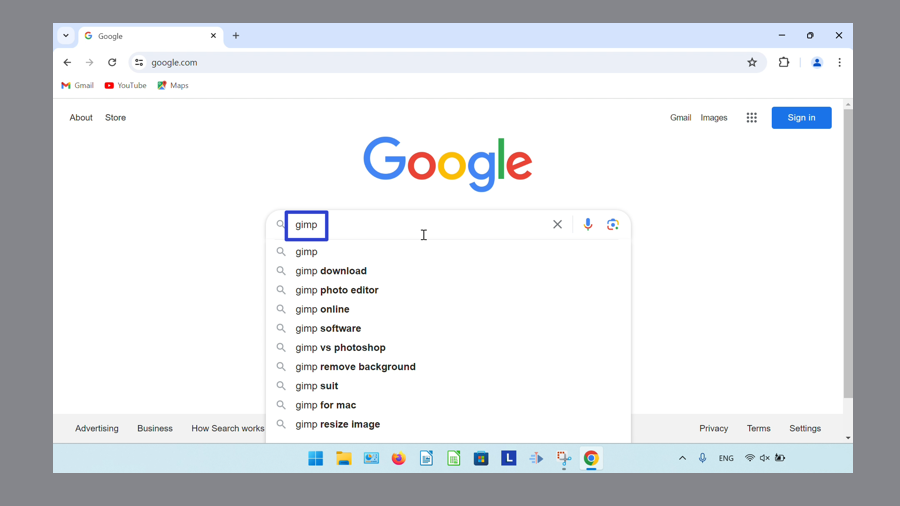 Google
google.com
Gmail YouTube Maps
About Store Gmail Images Sign in
Google
gimp
gimp
gimp download
gimp photo editor
gimp online
gimp software
gimp vs photoshop
gimp remove background
gimp suit
gimp for mac
gimp resize image
Advertising Business How Search works Privacy Terms Settings
L ENG